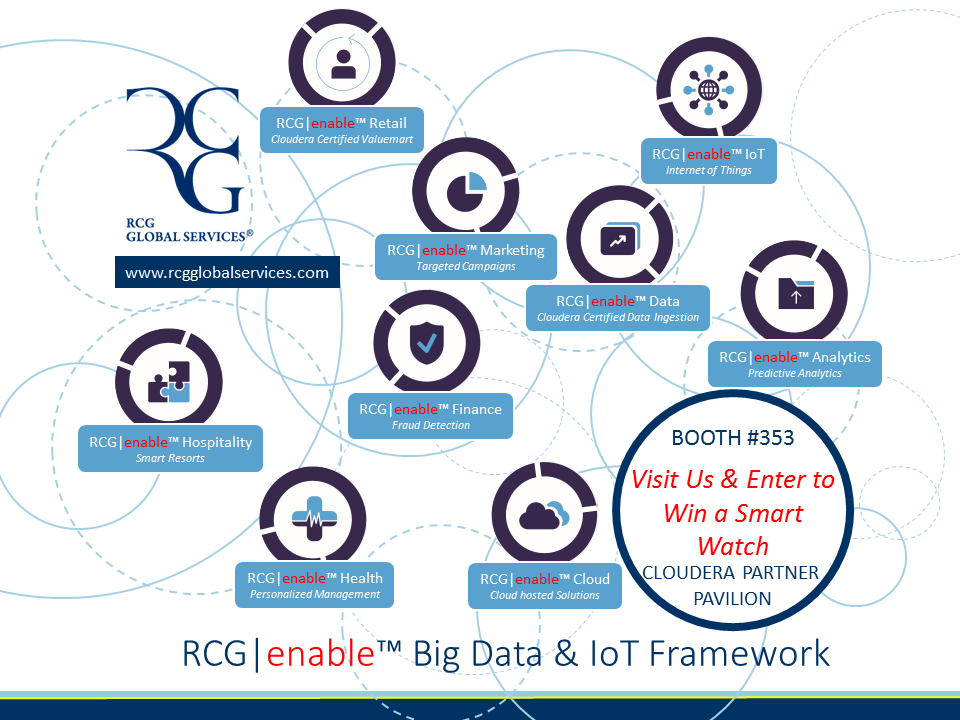 RCG|enable™ Retail
Cloudera Certified Valuemart
RCG|enable™ IoT
Internet of Things
RCG
GLOBAL SERVICES®
www.rcgglobalservices.com
RCG|enable™ Marketing
Targeted Campaigns
RCG|enable™ Data
Cloudera Certified Data Ingestion
RCG|enable™ Analytics
Predictive Analytics
RCG|enable™ Finance
Fraud Detection
RCG|enable™ Hospitality
Smart Resorts
BOOTH #353
Visit Us & Enter to
Win a Smart
Watch
CLOUDERA PARTNER
PAVILION
RCG|enable™ Health
Personalized Management
RCG|enable™ Cloud
Cloud hosted Solutions
RCG|enable™ Big Data & IoT Framework